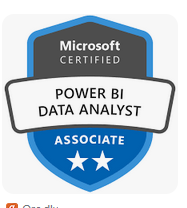 Microsoft
CERTIFIED
POWER BI
DATA ANALYST
ASSOCIATE